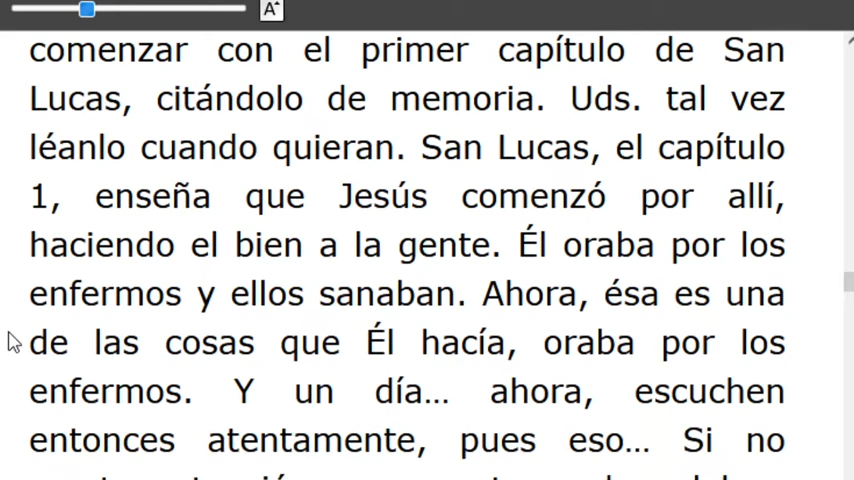 A
comenzar con el primer capítulo de San
Lucas, citándolo de memoria. Uds. tal vez
léanlo cuando quieran. San Lucas, el capítulo
1, enseña que Jesús comenzó por allí,
haciendo el bien a la gente. Él oraba por los
enfermos y ellos sanaban. Ahora, ésa es una
de las cosas que Él hacía, oraba por los
enfermos. Y un día... ahora, escuchen
entonces atentamente, pues eso... Si no